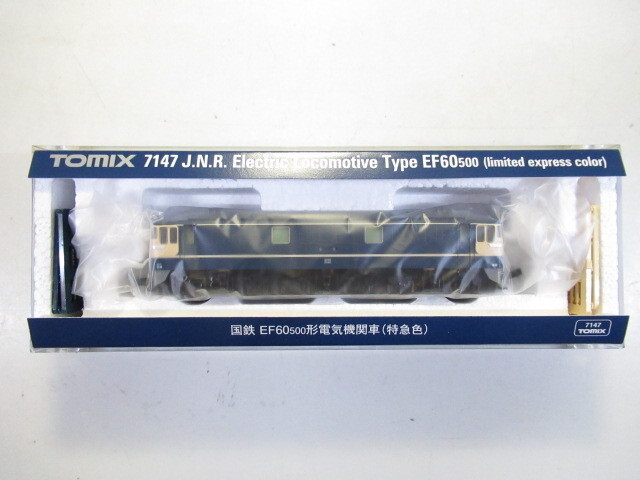 TOMIX 7147 J.N.R. Electric Locomotive Type EF60500 (limited express color)
国鉄 EF60500形電気機関車(特急色)
7147
TOMIX